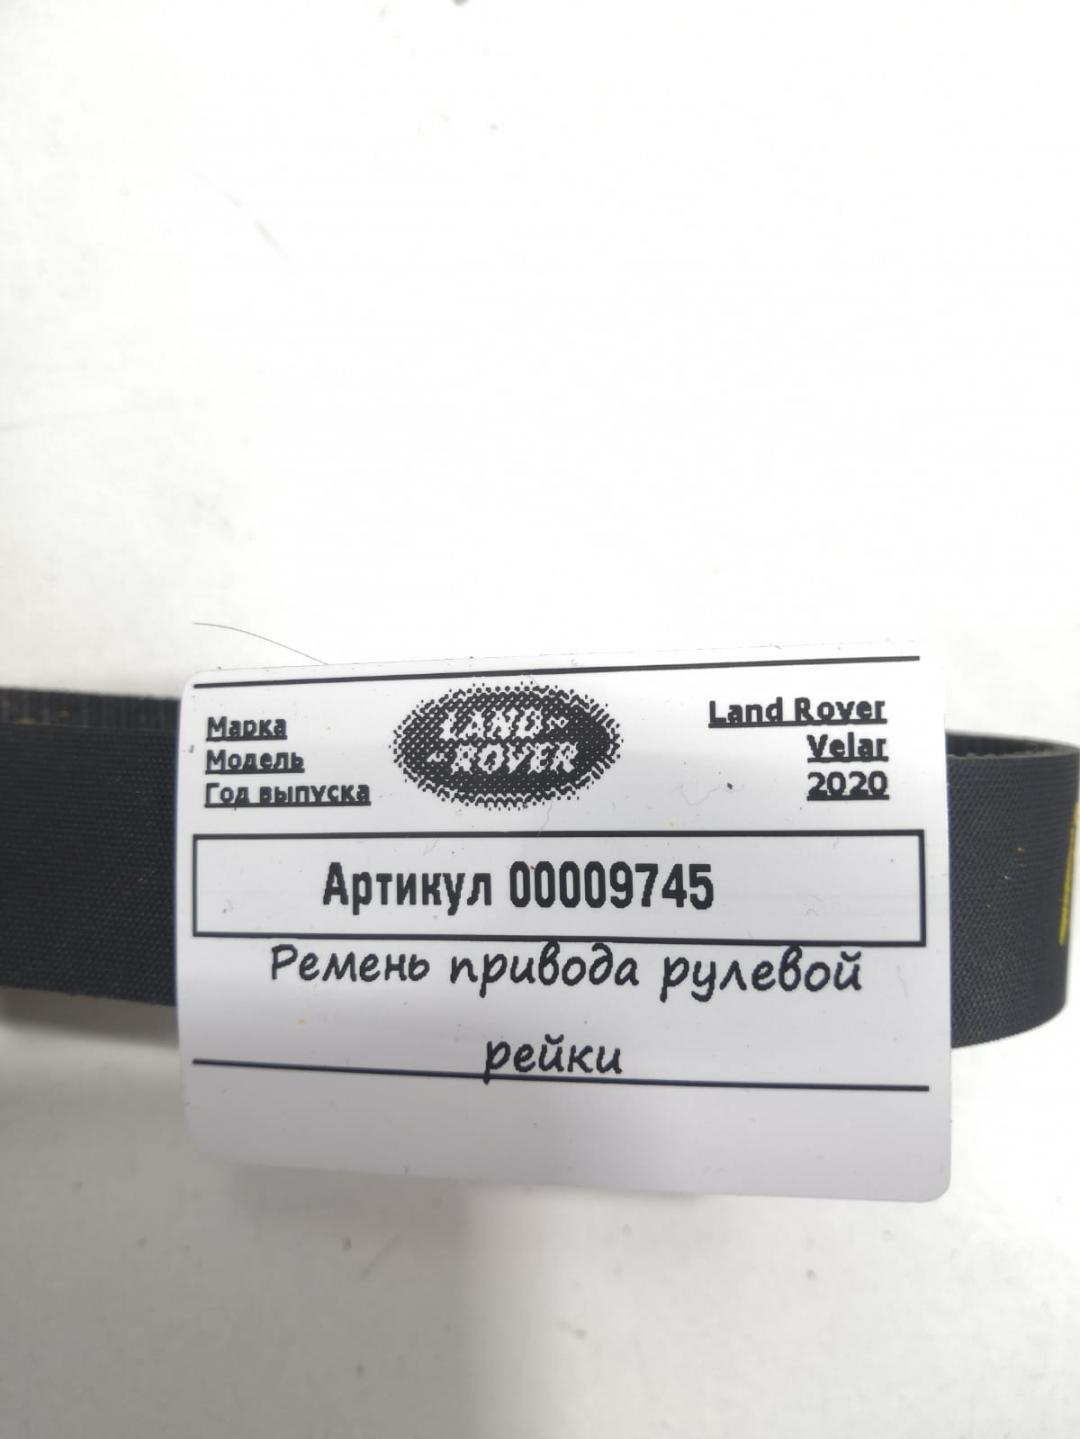 Марка Land Rover
Модель Velar
Год выпуска 2020
LAND-
-ROVER
Артикул 00009745
Ремень привода рулевой
рейки